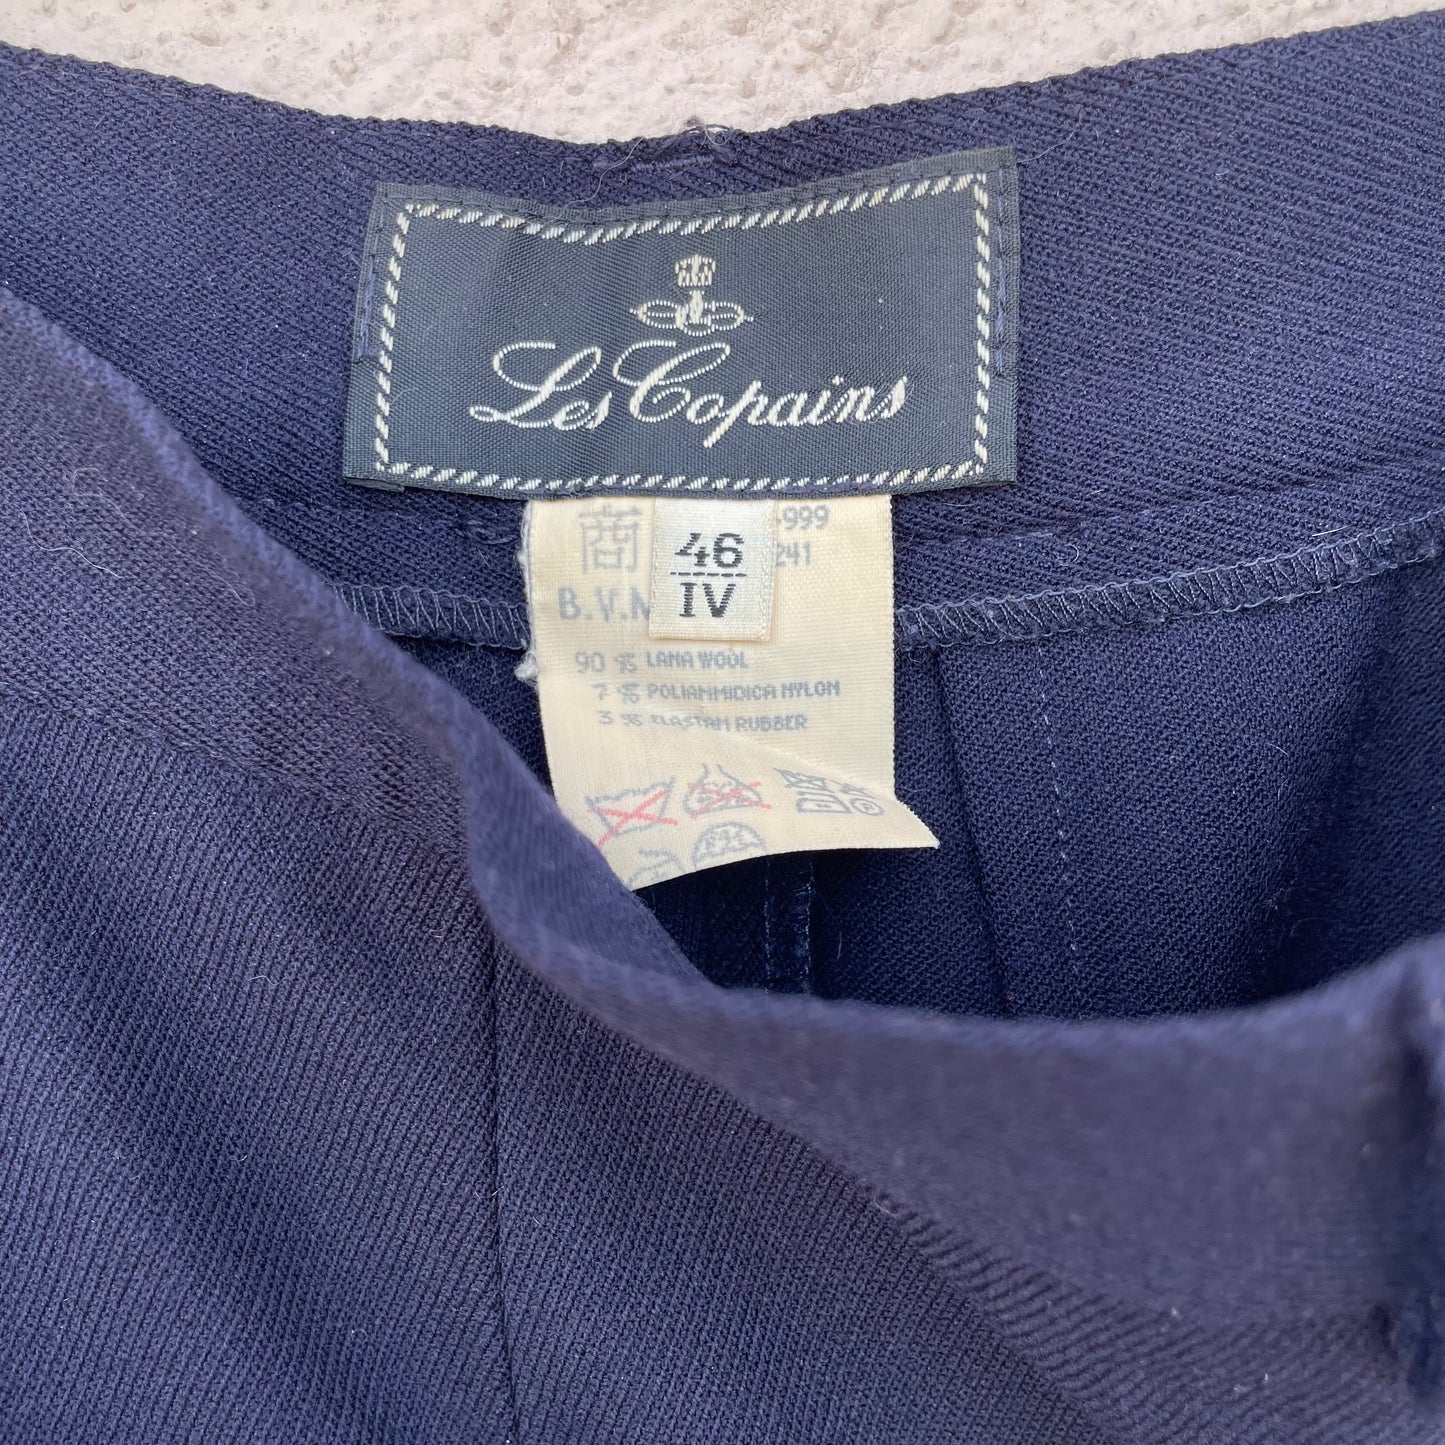 Les Copains
商 -999
46 241
IV
B.V.M
90 % LANA WOOL
7 % POLIAMMIDICA NYLON
3 % ELASTAM RUBBER